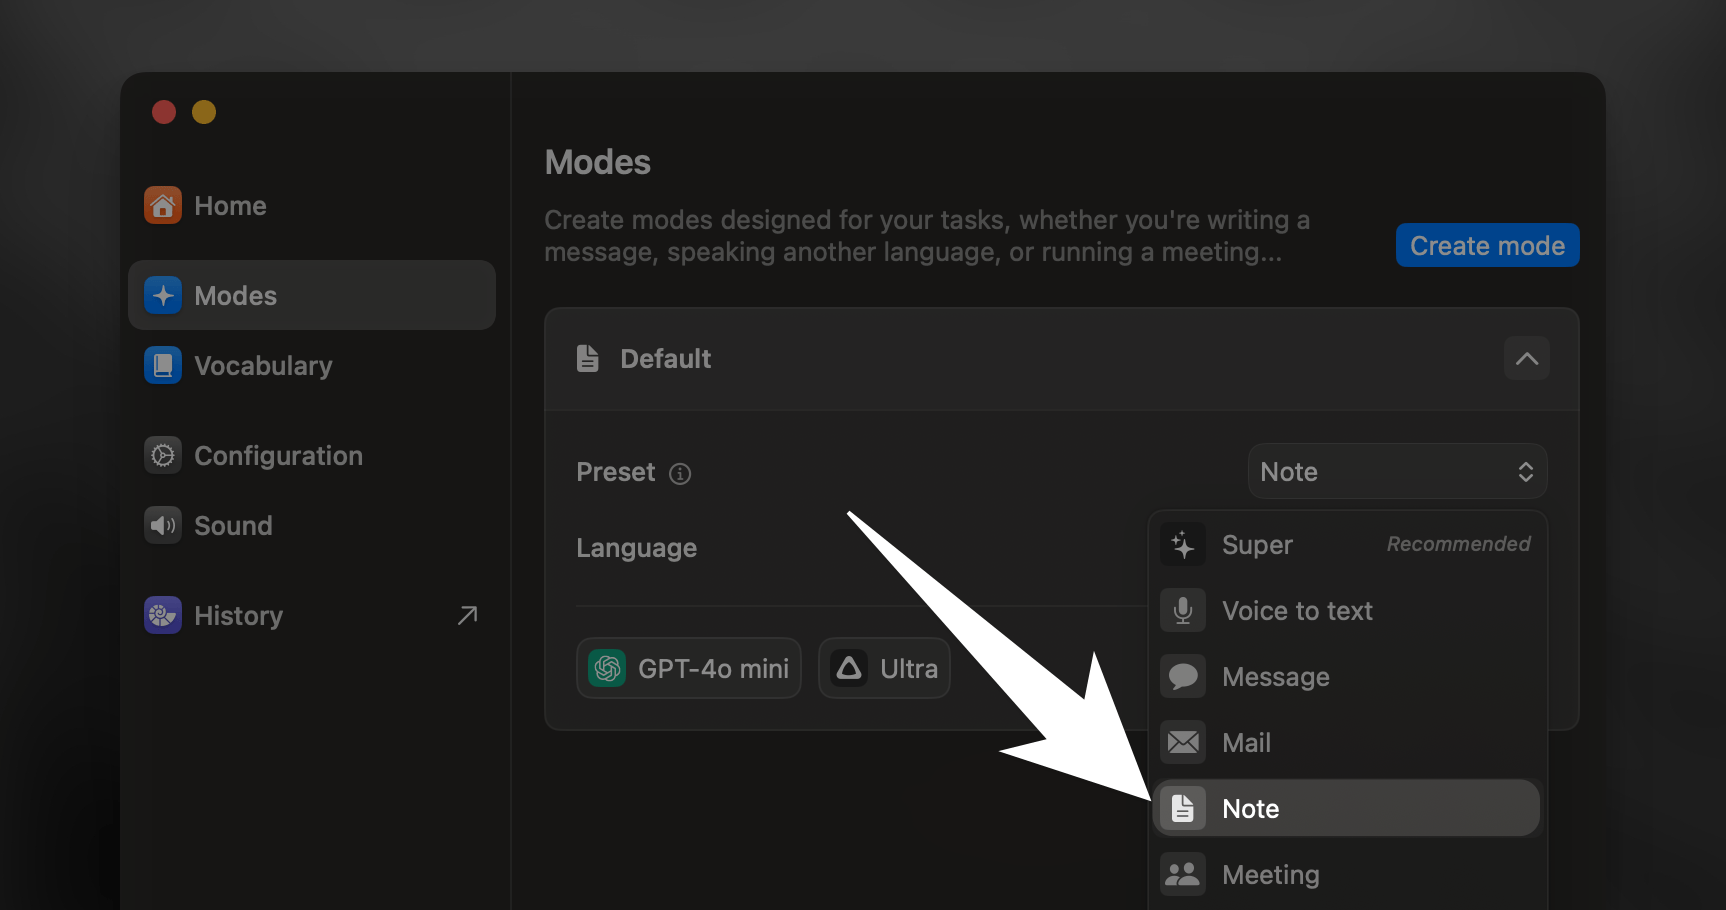 Home
Modes
Vocabulary
Configuration
Sound
History
Modes
Create modes designed for your tasks, whether you're writing a
message, speaking another language, or running a meeting...
Create mode
Default
Preset
Note
Language
GPT-4o mini
Ultra
Super
Recommended
Voice to text
Message
Mail
Note
Meeting